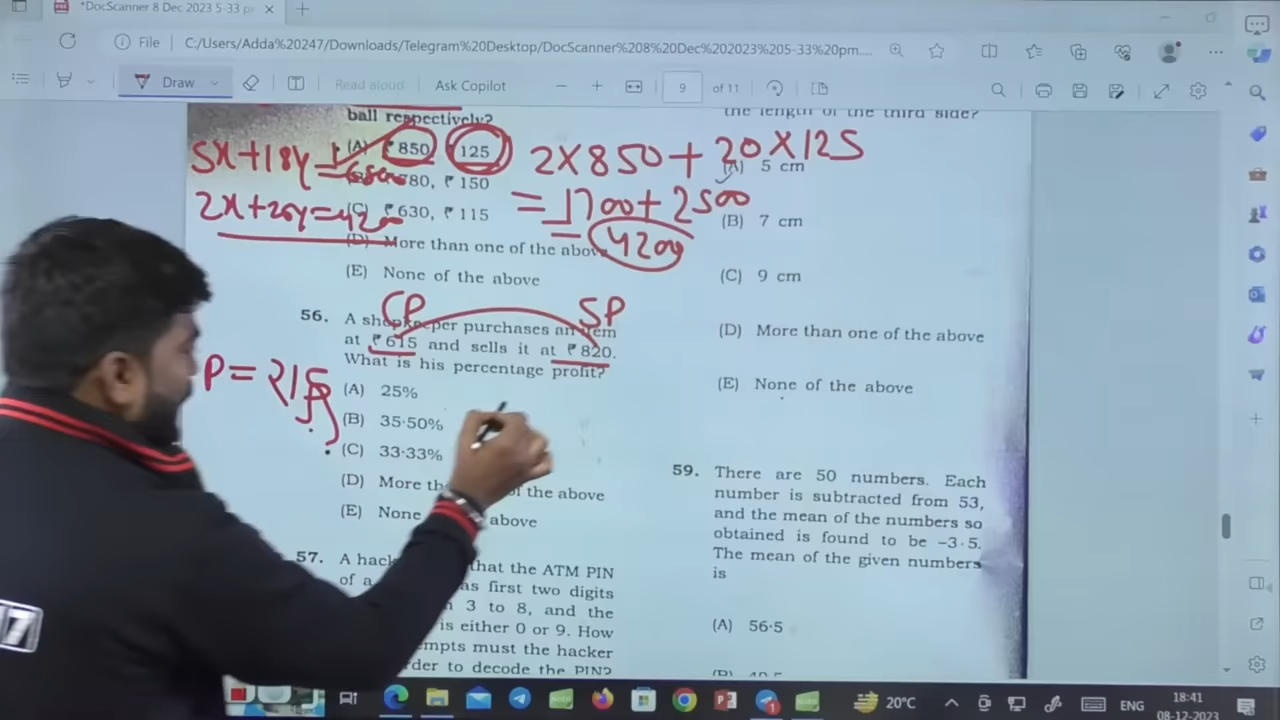 *DocScanner 8 Dec 2023 5-33 p
File C:/Users/Adda%20247/Downloads/Telegram%20Desktop/DocScanner%208%20Dec%202023%205-33%20pm....
Draw Read aloud Ask Copilot 9 of 11
ball respectively?
(A) ₹ 850, 125
80, ₹ 150
(C) ₹ 630, ₹ 115
(D) More than one of the abov
(E) None of the above
5x+18y=
2x+20y=4200
2X850+20X125
=1700+2500
=4200
CP SP
56. A shopkeeper purchases an item
at ₹ 615 and sells it at ₹ 820.
What is his percentage profit?
P=215
(A) 25%
(B) 35·50%
(C) 33·33%
(D) More th of the above
(E) None above
57. A hack that the ATM PIN
of a as first two digits
3 to 8, and the
is either 0 or 9. How
empts must the hacker
rder to decode the PIN?
the length of the third side?
(A) 5 cm
(B) 7 cm
(C) 9 cm
(D) More than one of the above
(E) None of the above
59. There are 50 numbers. Each
number is subtracted from 53,
and the mean of the numbers so
obtained is found to be –3·5.
The mean of the given numbers
is
(A) 56·5
7
20°C ENG 18:41
08-12-2023